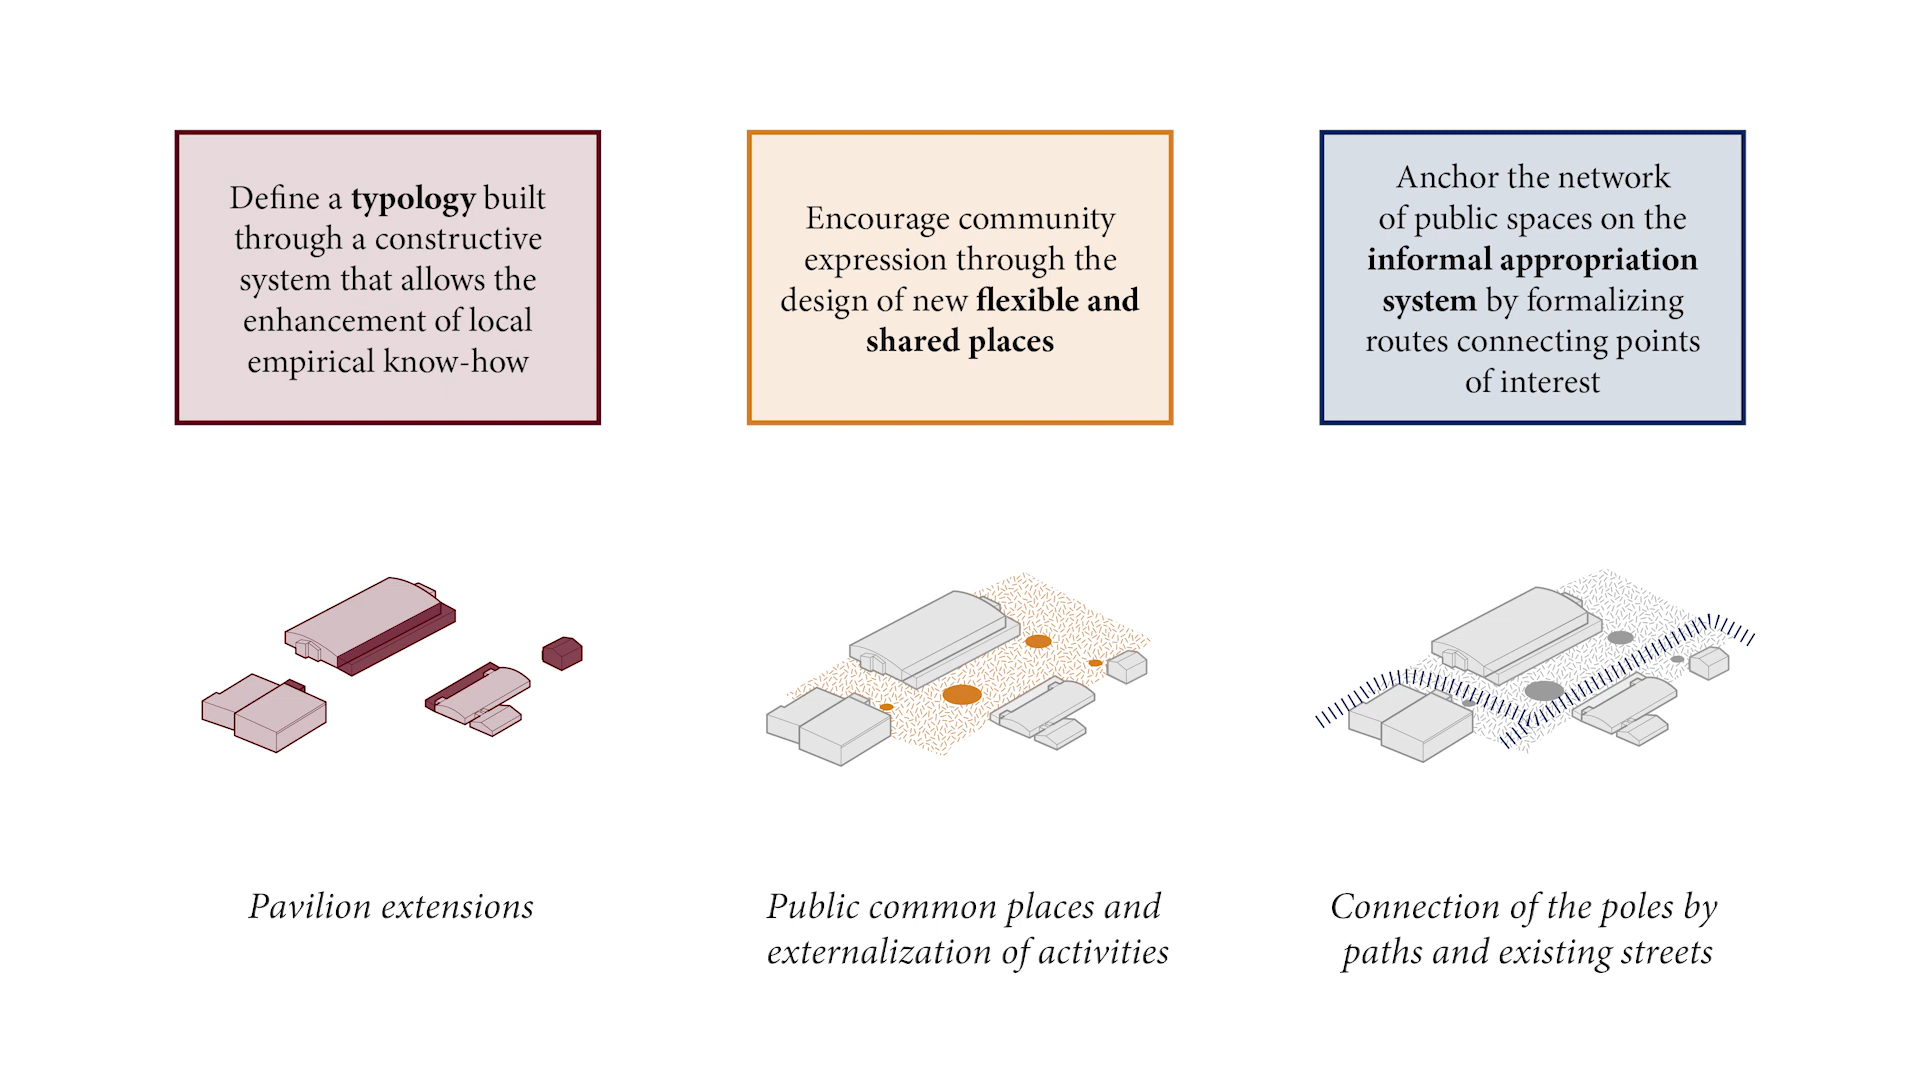 Define a typology built
through a constructive
system that allows the
enhancement of local
empirical know-how
Encourage community
expression through the
design of new flexible and
shared places
Anchor the network
of public spaces on the
informal appropriation
system by formalizing
routes connecting points
of interest
Pavilion extensions
Public common places and
externalization of activities
Connection of the poles by
paths and existing streets